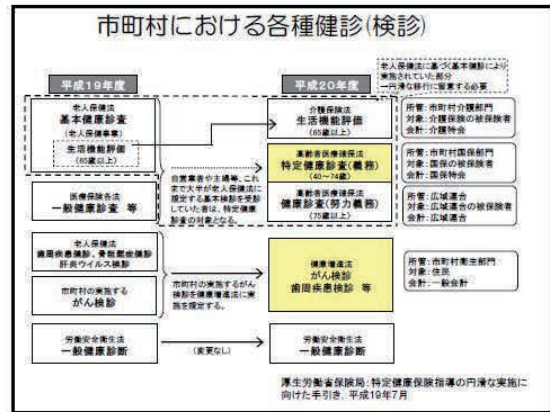 市町村における各種健診(検診)
老人保健法に基づく基本健診により
実施されていた部分
→円滑な移行に留意する必要
平成19年度
平成20年度
老人保健法
基本健康診査
(老人保健事業)
生活機能評価
(65歳以上)
介護保険法
生活機能評価
(65歳以上)
所管:市町村介護部門
対象:介護保険の被保険者
会計:介護特会
高齢者医療確保法
特定健康診査(義務)
(40~74歳)
所管:市町村国保部門
対象:国保の被保険者
会計:国保特会
自営業者や主婦等、これ
まで大半が老人保健法に
規定する基本検診を受診
していた者は、特定健康
診査の対象となる。
医療保険各法
一般健康診査 等
高齢者医療確保法
健康診査(努力義務)
(75歳以上)
所管:広域連合
対象:広域連合の被保険者
会計:広域連合
老人保健法
歯周疾患健診、骨粗鬆症健診
肝炎ウイルス検診
市町村の実施する
がん検診
市町村の実施するがん
検診を健康増進法に実
施を規定する。
健康増進法
がん検診
歯周疾患検診 等
所管:市町村衛生部門
対象:住民
会計:一般会計
労働安全衛生法
一般健康診断
(変更なし)
労働安全衛生法
一般健康診断
厚生労働省保険局:特定健康保険指導の円滑な実施に
向けた手引き,平成19年7月